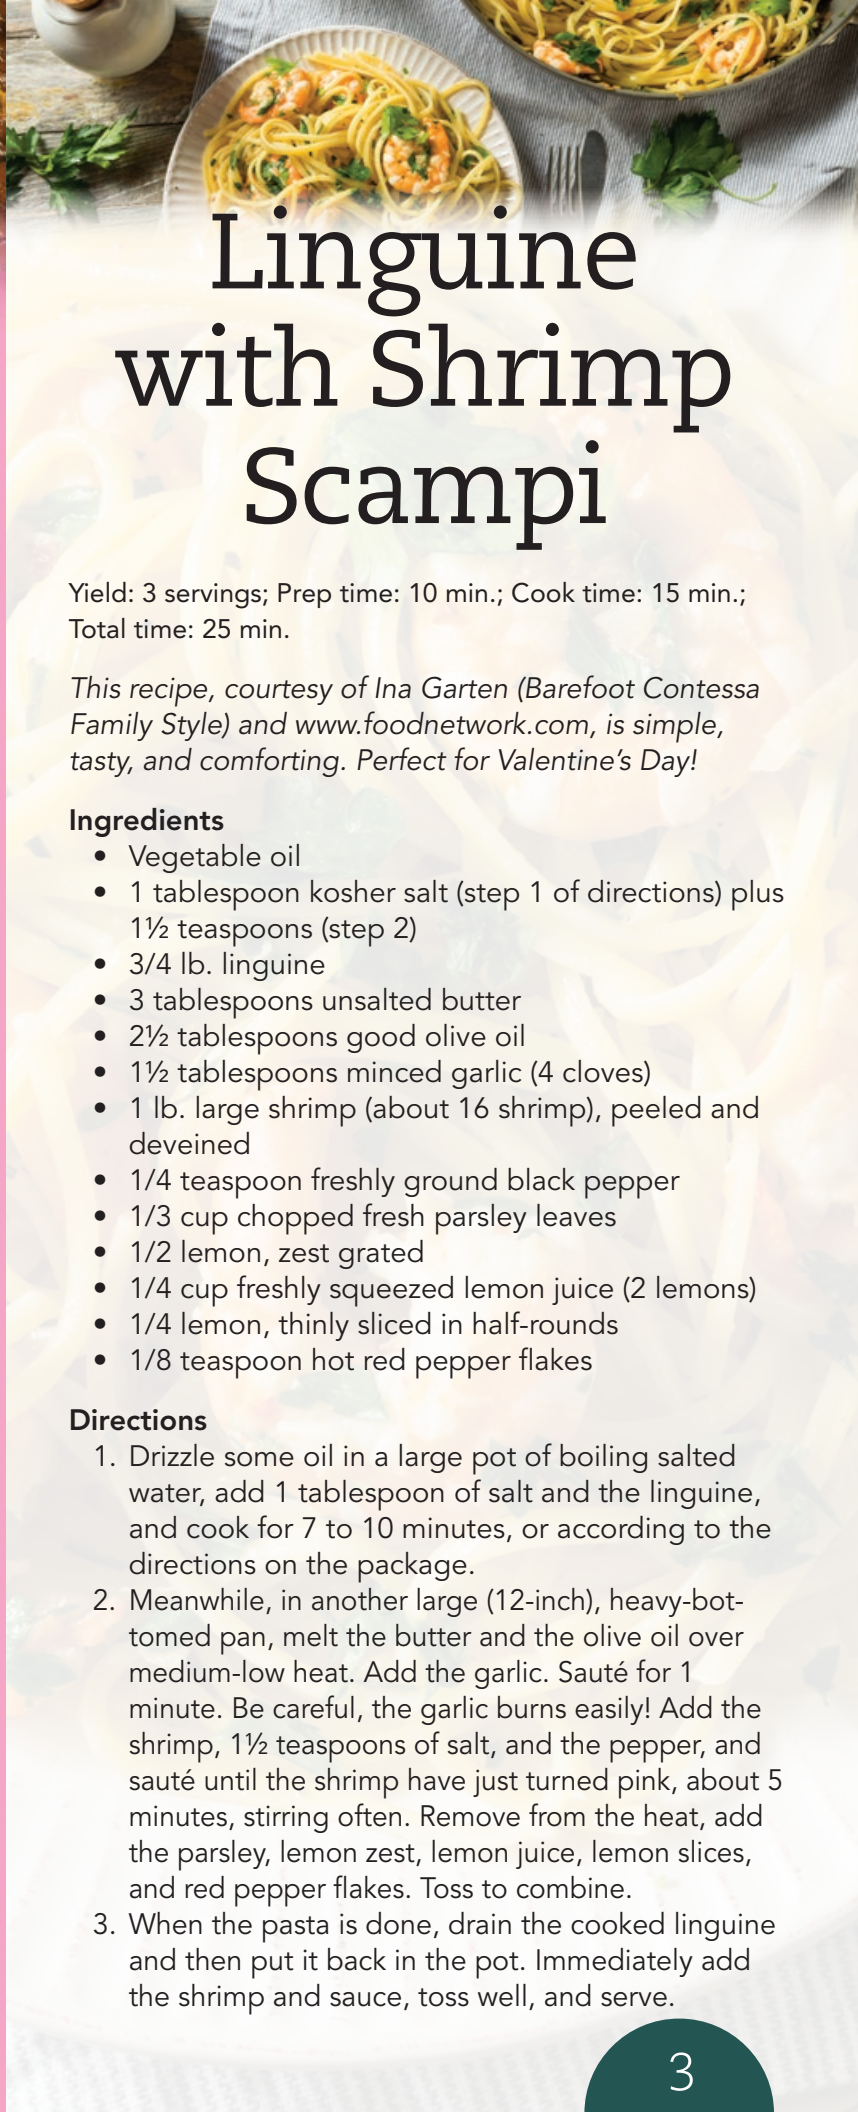 Linguine
with Shrimp
Scampi
Yield: 3 servings; Prep time: 10 min.; Cook time: 15 min.;
Total time: 25 min.
This recipe, courtesy of Ina Garten (Barefoot Contessa
Family Style) and www.foodnetwork.com, is simple,
tasty, and comforting. Perfect for Valentine's Day!
Ingredients
• Vegetable oil
• 1 tablespoon kosher salt (step 1 of directions) plus
1½ teaspoons (step 2)
• 3/4 lb. linguine
• 3 tablespoons unsalted butter
• 2½ tablespoons good olive oil
• 1½ tablespoons minced garlic (4 cloves)
• 1 lb. large shrimp (about 16 shrimp), peeled and
deveined
• 1/4 teaspoon freshly ground black pepper
• 1/3 cup chopped fresh parsley leaves
• 1/2 lemon, zest grated
• 1/4 cup freshly squeezed lemon juice (2 lemons)
• 1/4 lemon, thinly sliced in half-rounds
• 1/8 teaspoon hot red pepper flakes
Directions
1. Drizzle some oil in a large pot of boiling salted
water, add 1 tablespoon of salt and the linguine,
and cook for 7 to 10 minutes, or according to the
directions on the package.
2. Meanwhile, in another large (12-inch), heavy-bot-
tomed pan, melt the butter and the olive oil over
medium-low heat. Add the garlic. Sauté for 1
minute. Be careful, the garlic burns easily! Add the
shrimp, 1½ teaspoons of salt, and the pepper, and
sauté until the shrimp have just turned pink, about 5
minutes, stirring often. Remove from the heat, add
the parsley, lemon zest, lemon juice, lemon slices,
and red pepper flakes. Toss to combine.
3. When the pasta is done, drain the cooked linguine
and then put it back in the pot. Immediately add
the shrimp and sauce, toss well, and serve.
3